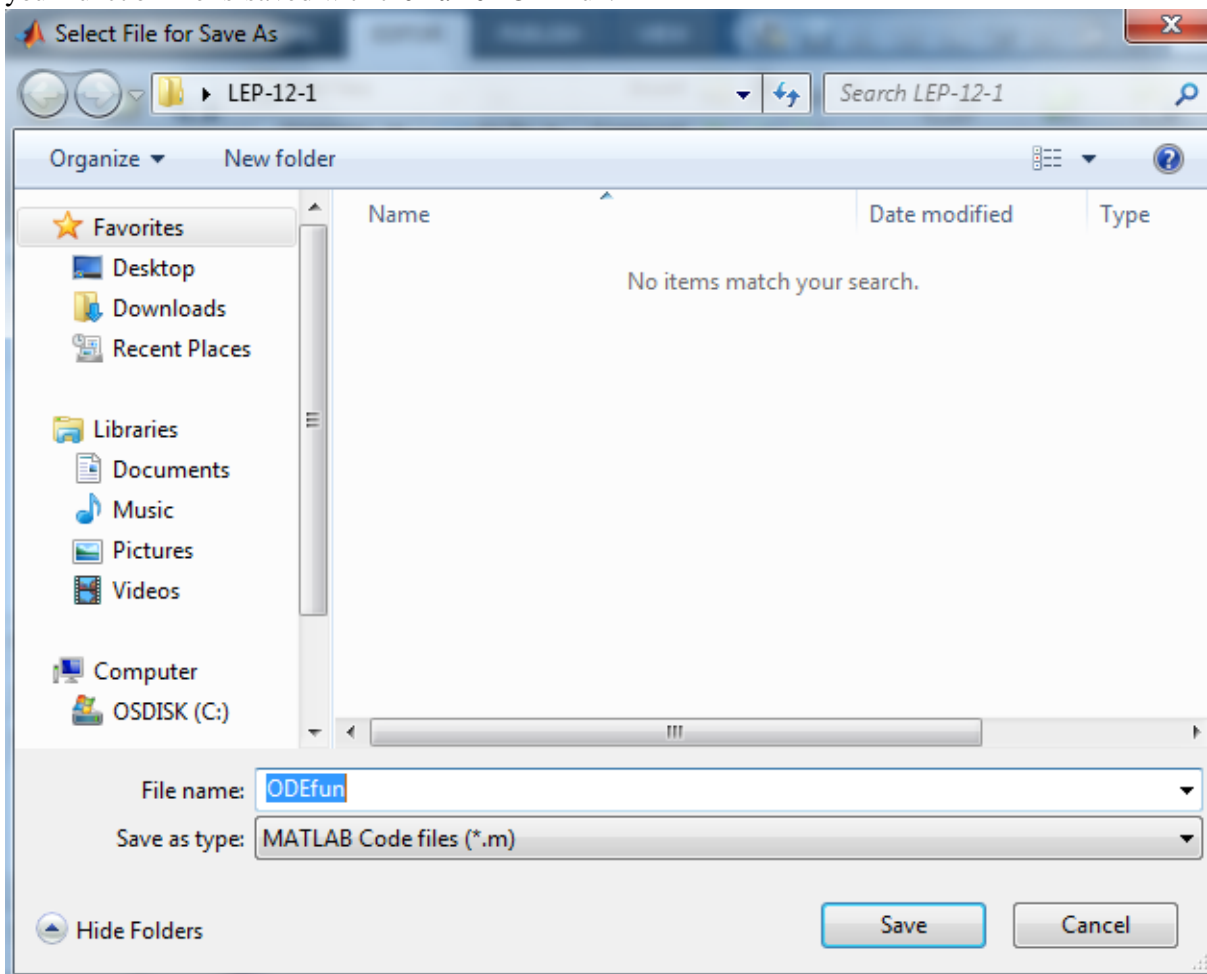 Select File for Save As
LEP-12-1
Search LEP-12-1
Organize
New folder
Name
Date modified
Type
Favorites
Desktop
Downloads
Recent Places
No items match your search.
Libraries
Documents
Music
Pictures
Videos
Computer
OSDISK (C:)
File name: ODEfun
Save as type: MATLAB Code files (*.m)
Hide Folders
Save
Cancel